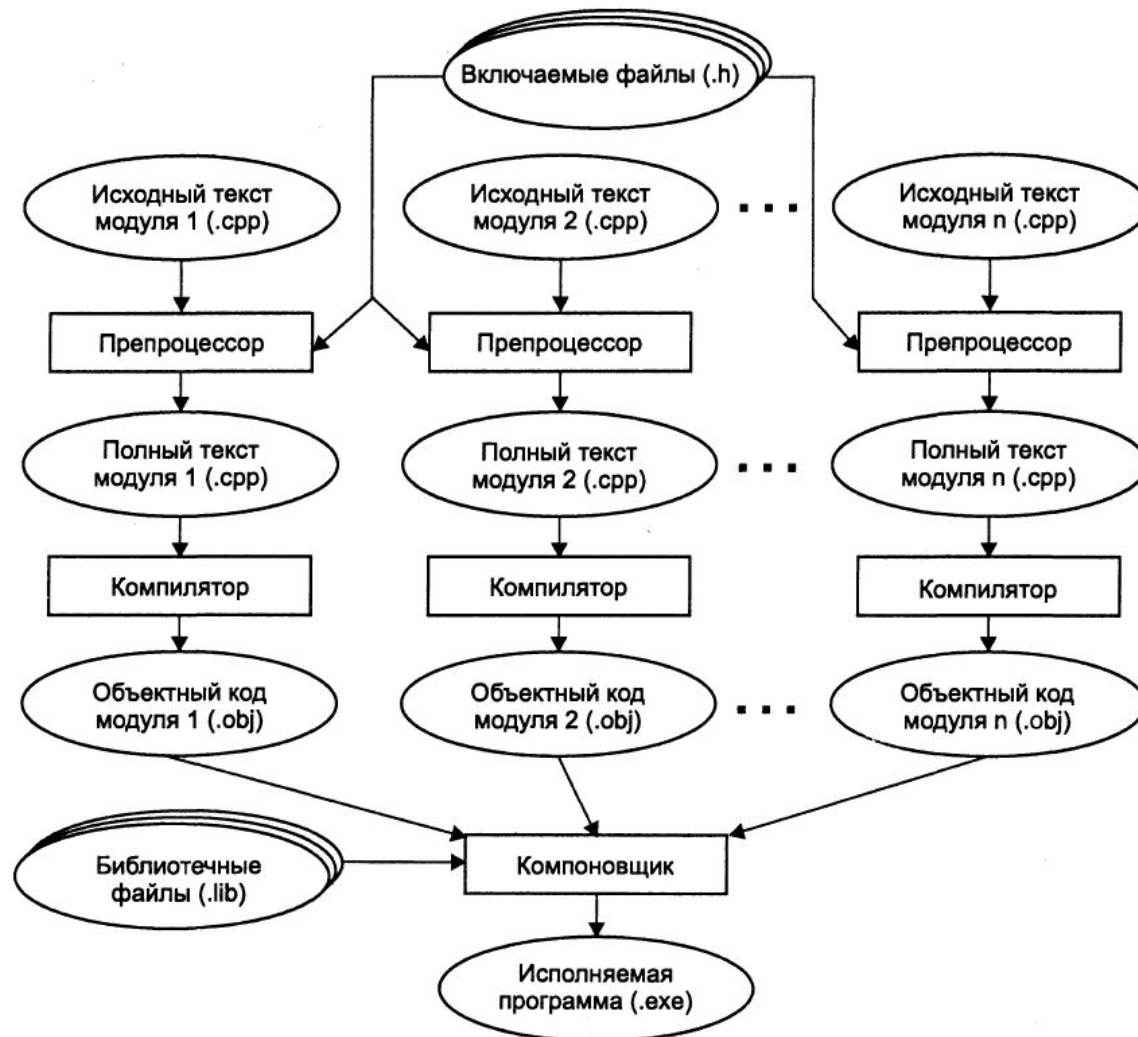 Включаемые файлы (.h)
Исходный текст
модуля 1 (.cpp)
Исходный текст
модуля 2 (.cpp)
Исходный текст
модуля n (.cpp)
Препроцессор
Препроцессор
Препроцессор
Полный текст
модуля 1 (.cpp)
Полный текст
модуля 2 (.cpp)
Полный текст
модуля n (.cpp)
Компилятор
Компилятор
Компилятор
Объектный код
модуля 1 (.obj)
Объектный код
модуля 2 (.obj)
Объектный код
модуля n (.obj)
Библиотечные
файлы (.lib)
Компоновщик
Исполняемая
программа (.exe)